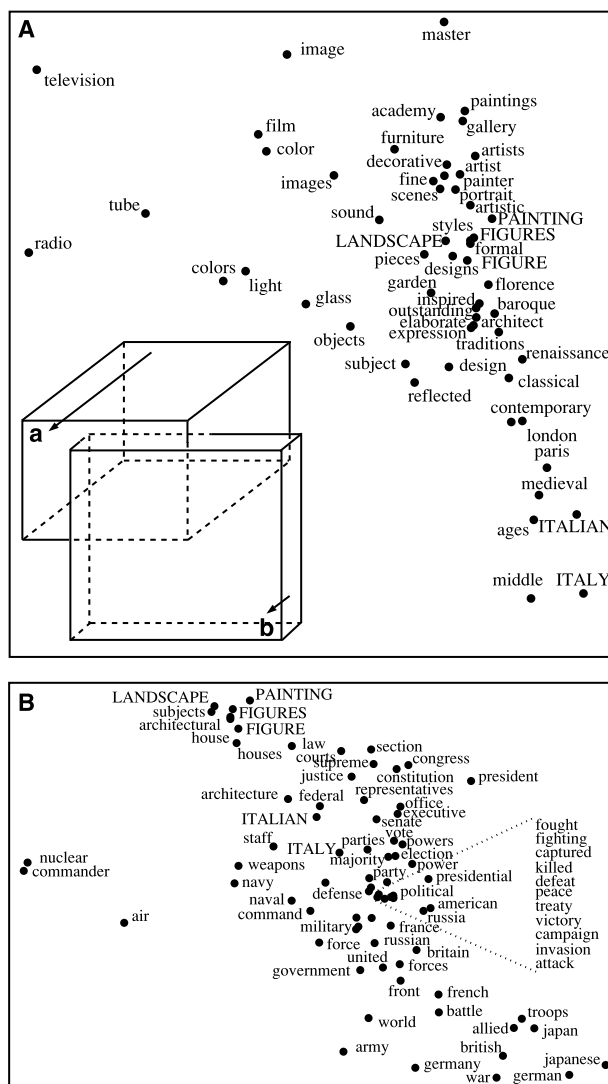 A
master
image
television
paintings
academy
gallery
film
furniture
color
artists
decorative
artist
images
fine
painter
scenes
portrait
tube
artistic
sound
PAINTING
styles
FIGURES
radio
LANDSCAPE
formal
pieces
FIGURE
designs
colors
light
garden
florence
glass
inspired
baroque
outstanding
elaborate
architect
expression
objects
traditions
renaissance
subject
design
classical
reflected
contemporary
a
london
paris
medieval
ages
ITALIAN
middle
ITALY
b
B
LANDSCAPE
PAINTING
subjects
FIGURES
architectural
FIGURE
house
houses
law
courts
section
supreme
congress
justice
constitution
president
representatives
architecture
federal
office
executive
ITALIAN
senate
fought
vote
staff
parties
powers
fighting
ITALY
captured
majority
election
nuclear
power
killed
commander
weapons
party
presidential
defeat
navy
defense
political
peace
naval
american
treaty
command
russia
victory
air
military
france
campaign
force
russian
invasion
united
britain
attack
government
forces
front
french
battle
troops
world
allied
japan
army
british
japanese
germany
war
german